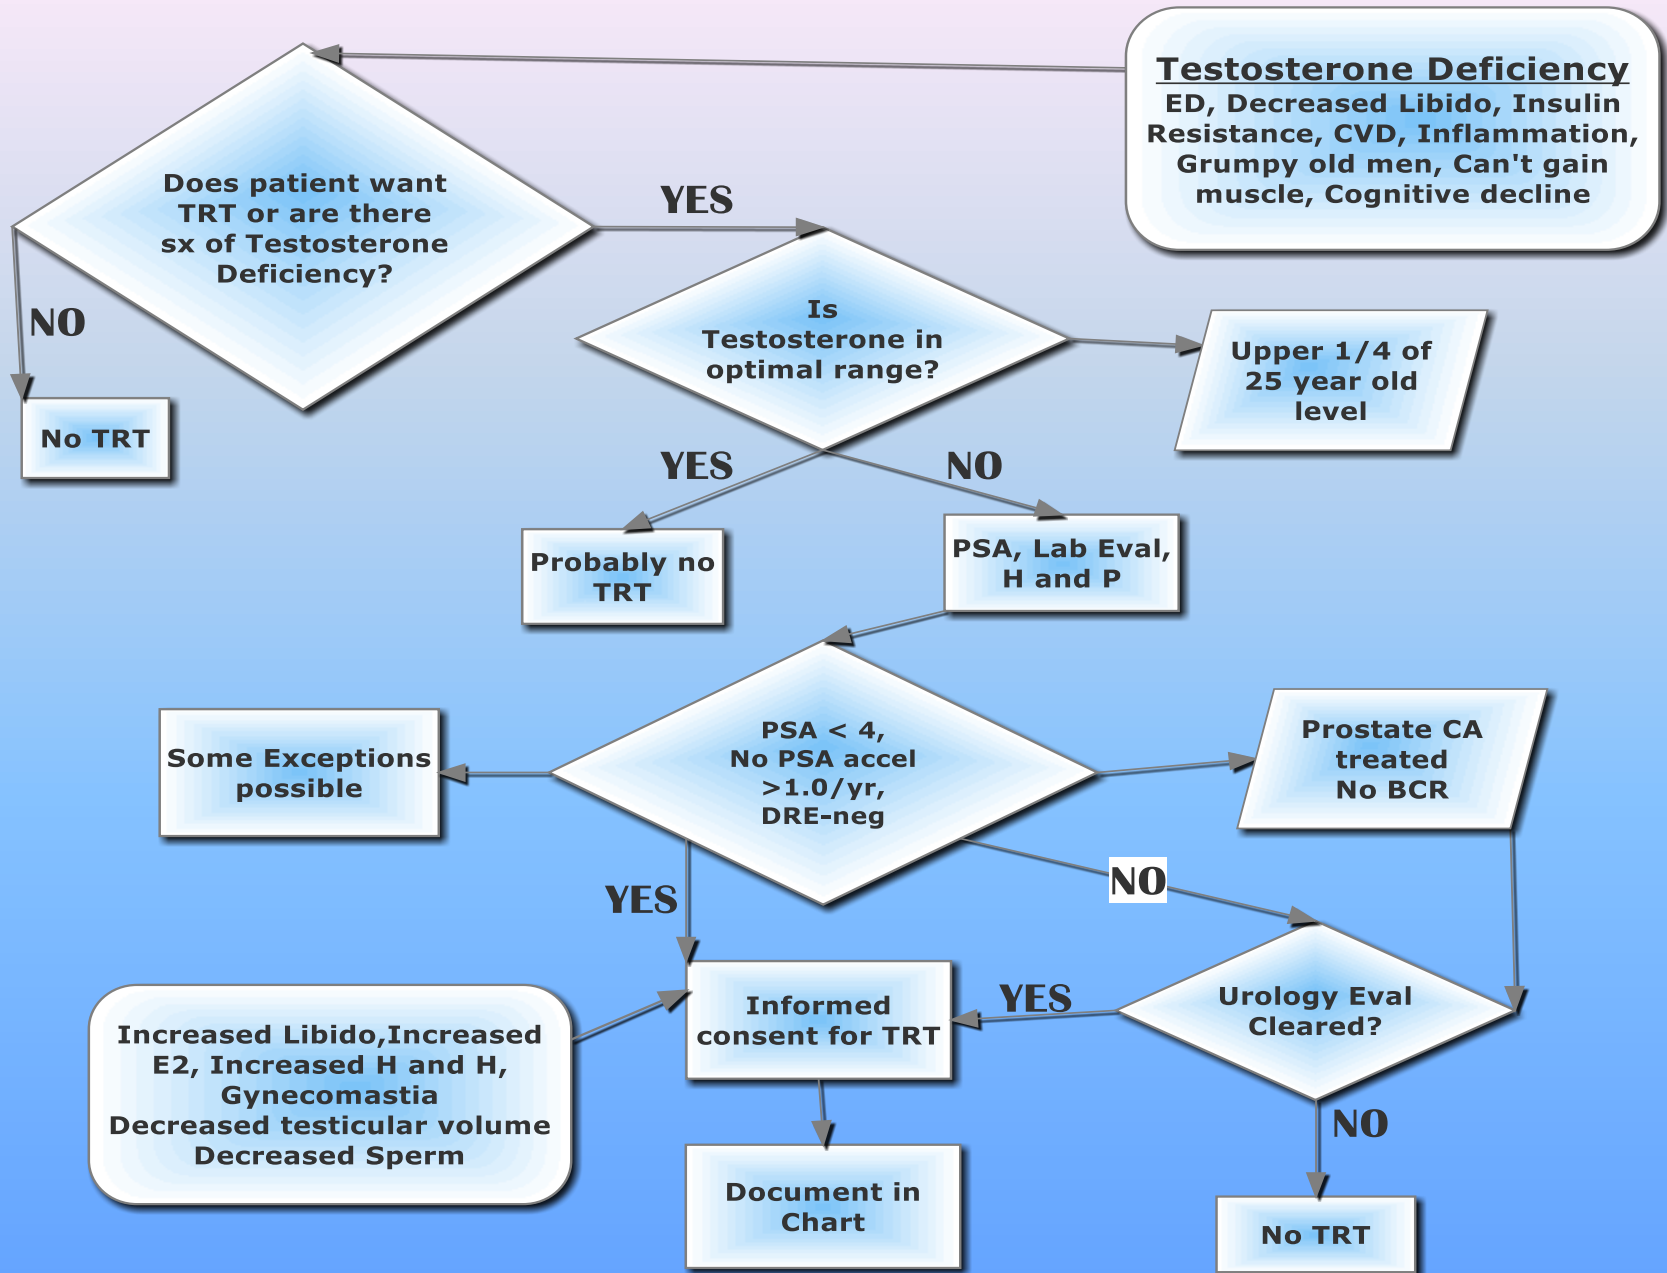 Testosterone Deficiency
ED, Decreased Libido, Insulin
Resistance, CVD, Inflammation,
Grumpy old men, Can't gain
muscle, Cognitive decline
Does patient want
TRT or are there
sx of Testosterone
Deficiency?
YES
NO
No TRT
Is
Testosterone in
optimal range?
Upper 1/4 of
25 year old
level
YES
NO
Probably no
TRT
PSA, Lab Eval,
H and P
PSA < 4,
No PSA accel
>1.0/yr,
DRE-neg
Some Exceptions
possible
Prostate CA
treated
No BCR
YES
NO
Informed
consent for TRT
YES
Urology Eval
Cleared?
Increased Libido,Increased
E2, Increased H and H,
Gynecomastia
Decreased testicular volume
Decreased Sperm
NO
Document in
Chart
No TRT